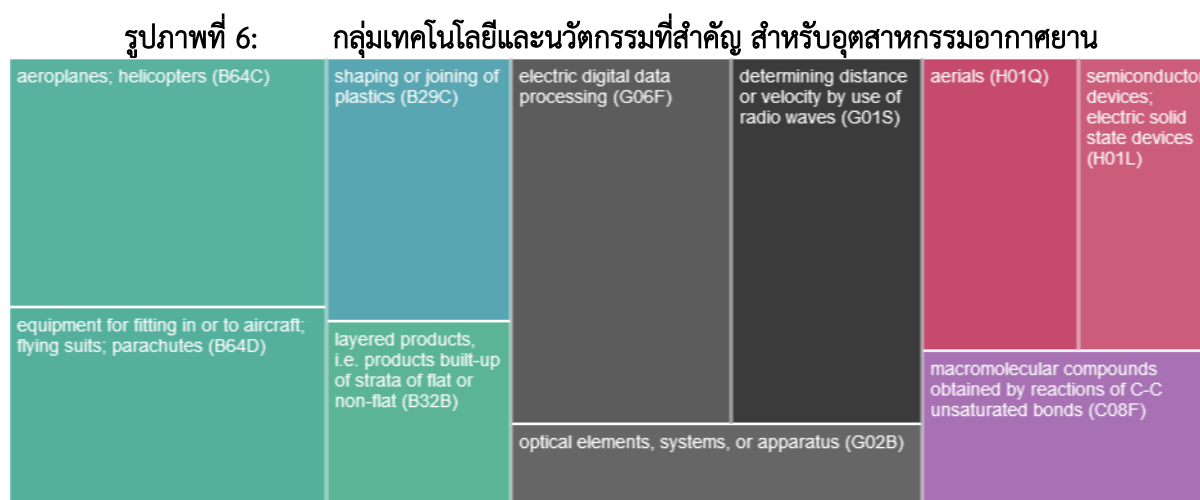 รูปภาพที่ 6: กลุ่มเทคโนโลยีและนวัตกรรมที่สำคัญ สำหรับอุตสาหกรรมอากาศยาน
aeroplanes; helicopters (B64C)
equipment for fitting in or to aircraft;
flying suits; parachutes (B64D)
shaping or joining of
plastics (B29C)
layered products,
i.e. products built-up
of strata of flat or
non-flat (B32B)
electric digital data
processing (G06F)
determining distance
or velocity by use of
radio waves (G01S)
optical elements, systems, or apparatus (G02B)
aerials (H01Q)
semiconductor
devices;
electric solid
state devices
(H01L)
macromolecular compounds
obtained by reactions of C-C
unsaturated bonds (C08F)